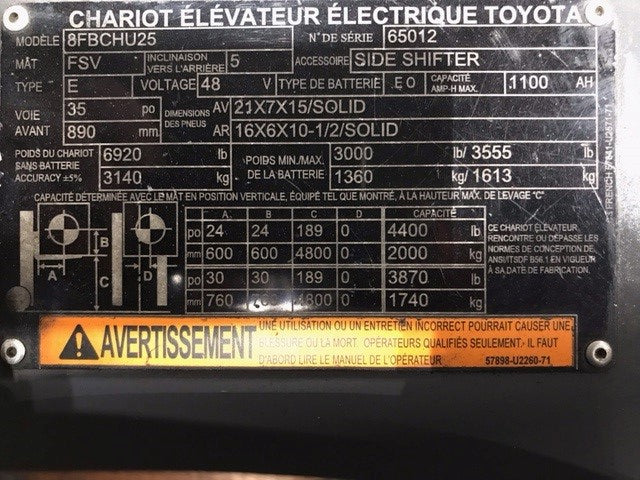 CHARIOT ÉLÉVATEUR ÉLECTRIQUE TOYOTA
MODÈLE 8FBCHU25 N° DE SÉRIE 65012
MÂT FSV INCLINAISON VERS L'ARRIÈRE 5 ACCESSOIRE SIDE SHIFTER
TYPE E VOLTAGE 48 V TYPE DE BATTERIE EO CAPACITÉ AMP-H MAX. 1100 AH
VOIE AVANT 35 po DIMENSIONS DES PNEUS AV 21X7X15/SOLID
890 mm AR 16X6X10-1/2/SOLID
POIDS DU CHARIOT SANS BATTERIE ACCURACY ±5% 6920 lb POIDS MIN./MAX. DE LA BATTERIE 3000 lb/ 3555
3140 kg 1360 kg/ 1613
CAPACITÉ DÉTERMINÉE AVEC LE MÂT EN POSITION VERTICALE, ÉQUIPÉ TEL QUE MONTRÉ, À LA HAUTEUR MAX. DE LEVAGE "C"
A B C D
A B C D CAPACITÉ
po 24 24 189 0 4400 lb
mm 600 600 4800 0 2000 kg
po 30 30 189 0 3870 lb
mm 760 0 1740 kg
CE CHARIOT ÉLEVATEUR
RENCONTRE OU DÉPASSE LES
NORMES DE CONCEPTION DE
B56.1 EN VIGUEUR
À SA DATE DE FABRICATION.
FRENCH
AVERTISSEMENT
UNE UTILISATION OU UN ENTRETIEN INCORRECT POURRAIT CAUSER UNE
BLESSURE OU LA MORT. OPÉRATEURS QUALIFIÉS SEULEMENT. IL FAUT
D'ABORD LIRE LE MANUEL DE L'OPÉRATEUR 57898-U2260-71